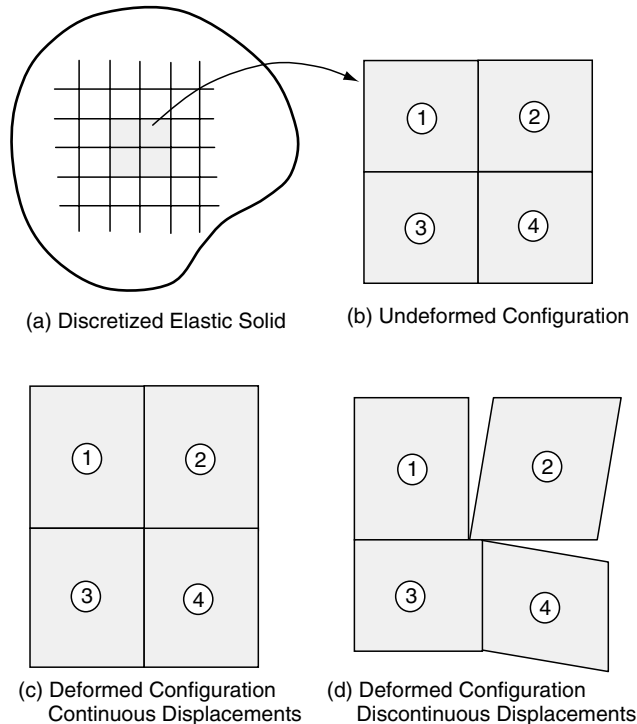 1
2
3
4
(a) Discretized Elastic Solid
(b) Undeformed Configuration
1
2
3
4
1
2
3
4
(c) Deformed Configuration
Continuous Displacements
(d) Deformed Configuration
Discontinuous Displacements